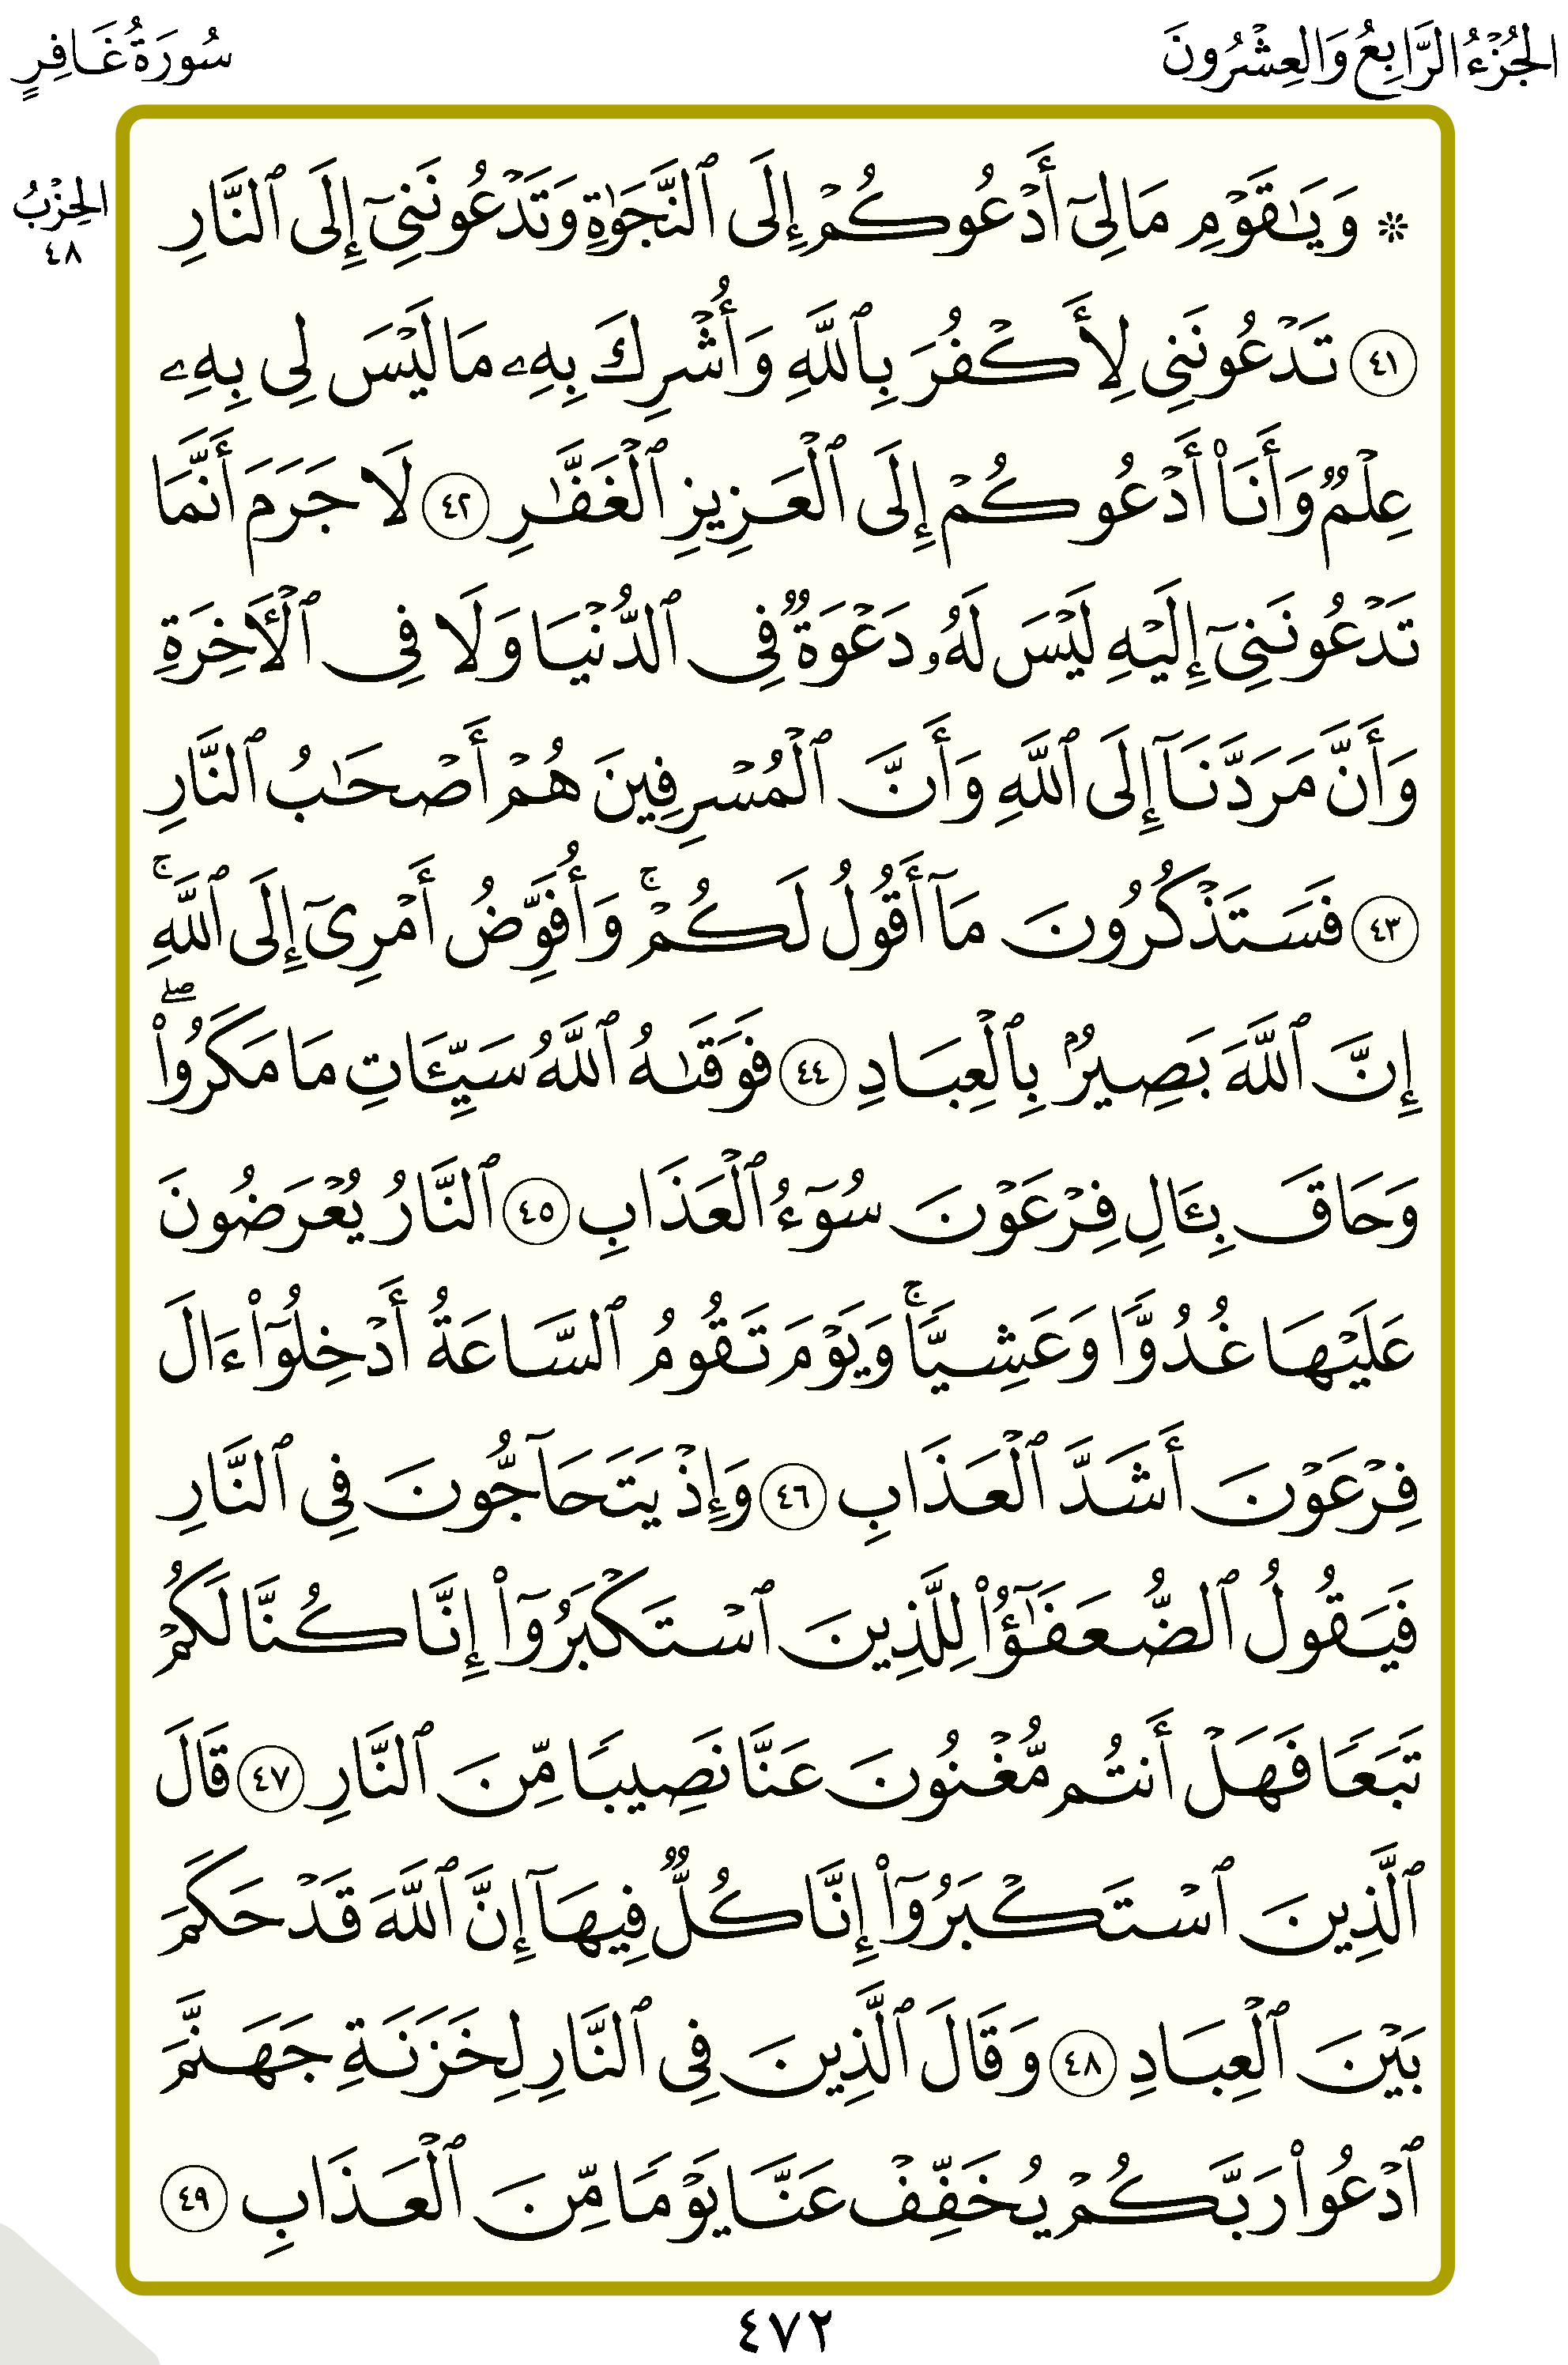 الجُزْءُ الرَّابِعُ وَالعِشْرُونَ
سُورَةُ غَافِرٍ
الحِزْبُ
٤٨
۞ وَيَٰقَوْمِ مَا لِىٓ أَدْعُوكُمْ إِلَى ٱلنَّجَوٰةِ وَتَدْعُونَنِىٓ إِلَى ٱلنَّارِ
٤١ تَدْعُونَنِى لِأَكْفُرَ بِٱللَّهِ وَأُشْرِكَ بِهِۦ مَا لَيْسَ لِى بِهِۦ
عِلْمٌ وَأَنَا۠ أَدْعُوكُمْ إِلَى ٱلْعَزِيزِ ٱلْغَفَّٰرِ ٤٢ لَا جَرَمَ أَنَّمَا
تَدْعُونَنِىٓ إِلَيْهِ لَيْسَ لَهُۥ دَعْوَةٌ فِى ٱلدُّنْيَا وَلَا فِى ٱلْأَخِرَةِ
وَأَنَّ مَرَدَّنَآ إِلَى ٱللَّهِ وَأَنَّ ٱلْمُسْرِفِينَ هُمْ أَصْحَٰبُ ٱلنَّارِ
٤٣ فَسَتَذْكُرُونَ مَآ أَقُولُ لَكُمْ ۚ وَأُفَوِّضُ أَمْرِىٓ إِلَى ٱللَّهِ ۚ
إِنَّ ٱللَّهَ بَصِيرٌۢ بِٱلْعِبَادِ ٤٤ فَوَقَىٰهُ ٱللَّهُ سَيِّـَٔاتِ مَا مَكَرُوا۟ ۖ
وَحَاقَ بِـَٔالِ فِرْعَوْنَ سُوٓءُ ٱلْعَذَابِ ٤٥ ٱلنَّارُ يُعْرَضُونَ
عَلَيْهَا غُدُوًّا وَعَشِيًّا ۚ وَيَوْمَ تَقُومُ ٱلسَّاعَةُ أَدْخِلُوٓا۟ ءَالَ
فِرْعَوْنَ أَشَدَّ ٱلْعَذَابِ ٤٦ وَإِذْ يَتَحَآجُّونَ فِى ٱلنَّارِ
فَيَقُولُ ٱلضُّعَفَٰٓؤُا۟ لِلَّذِينَ ٱسْتَكْبَرُوٓا۟ إِنَّا كُنَّا لَكُمْ
تَبَعًا فَهَلْ أَنتُم مُّغْنُونَ عَنَّا نَصِيبًا مِّنَ ٱلنَّارِ ٤٧ قَالَ
ٱلَّذِينَ ٱسْتَكْبَرُوٓا۟ إِنَّا كُلٌّ فِيهَآ إِنَّ ٱللَّهَ قَدْ حَكَمَ
بَيْنَ ٱلْعِبَادِ ٤٨ وَقَالَ ٱلَّذِينَ فِى ٱلنَّارِ لِخَزَنَةِ جَهَنَّمَ
ٱدْعُوا۟ رَبَّكُمْ يُخَفِّفْ عَنَّا يَوْمًا مِّنَ ٱلْعَذَابِ ٤٩
٤٧٢